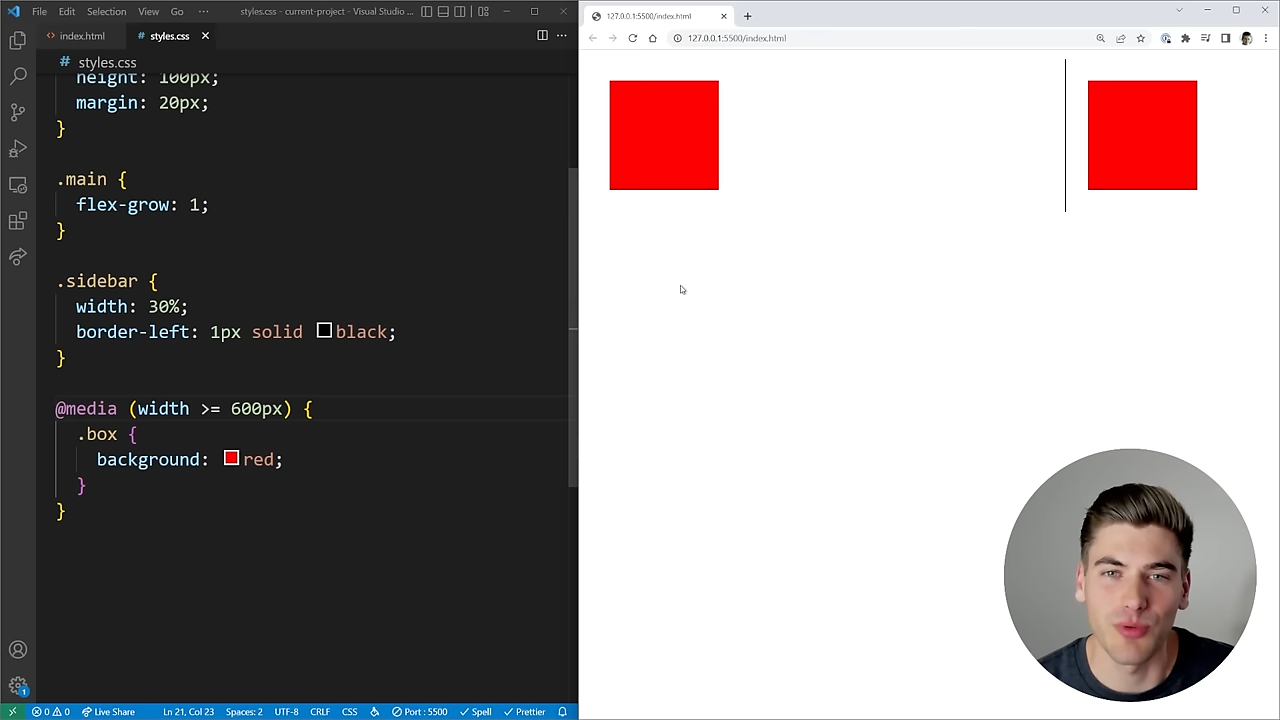 File Edit Selection View Go ··· styles.css - current-project - Visual Studio ...
index.html styles.css
# styles.css
height: 100px;
margin: 20px;
}
.main {
flex-grow: 1;
}
.sidebar {
width: 30%;
border-left: 1px solid black;
}
@media (width >= 600px) {
.box {
background: red;
}
}
0 0 Live Share Ln 21, Col 23 Spaces: 2 UTF-8 CRLF CSS Port : 5500 Spell Prettier
1
127.0.0.1:5500/index.html
127.0.0.1:5500/index.html